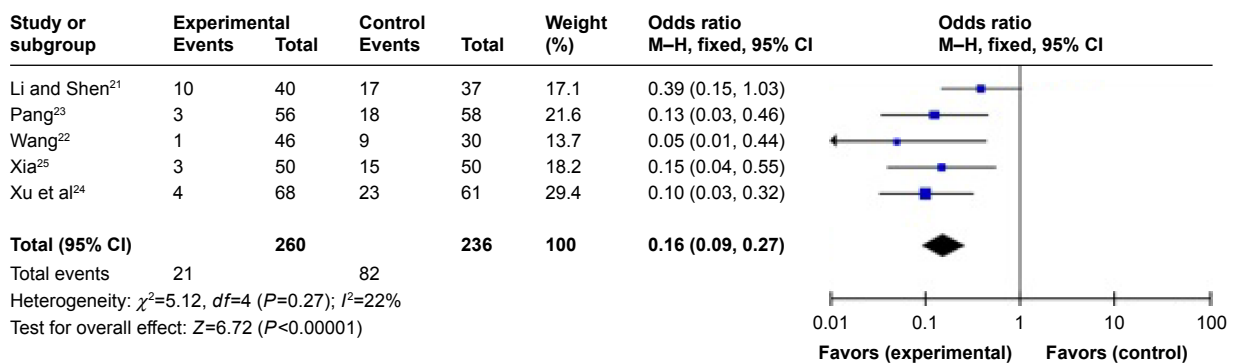 Study or subgroup Experimental Events Total Control Events Total Weight (%) Odds ratio M–H, fixed, 95% CI Odds ratio M–H, fixed, 95% CI
Li and Shen²¹ 10 40 17 37 17.1 0.39 (0.15, 1.03)
Pang²³ 3 56 18 58 21.6 0.13 (0.03, 0.46)
Wang²² 1 46 9 30 13.7 0.05 (0.01, 0.44)
Xia²⁵ 3 50 15 50 18.2 0.15 (0.04, 0.55)
Xu et al²⁴ 4 68 23 61 29.4 0.10 (0.03, 0.32)
Total (95% CI) 260 236 100 0.16 (0.09, 0.27)
Total events 21 82
Heterogeneity: χ²=5.12, df=4 (P=0.27); I²=22%
Test for overall effect: Z=6.72 (P<0.00001)
0.01 0.1 1 10 100
Favors (experimental) Favors (control)